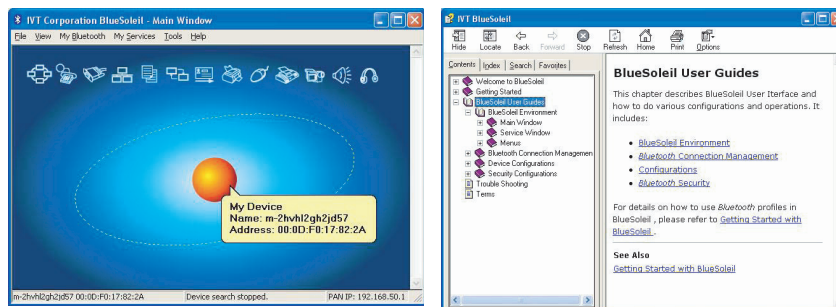 IVT Corporation BlueSoleil - Main Window
File View My Bluetooth My Services Tools Help
My Device
Name: m-2hvhl2gh2jd57
Address: 00:0D:F0:17:82:2A
m-2hvhl2gh2jd57 00:0D:F0:17:82:2A Device search stopped. PAN IP: 192.168.50.1
IVT BlueSoleil
Hide Locate Back Forward Stop Refresh Home Print Options
Contents Index Search Favorites
Welcome to BlueSoleil
Getting Started
BlueSoleil User Guides
BlueSoleil Environment
Main Window
Service Window
Menus
Bluetooth Connection Managemen
Device Configurations
Security Configurations
Trouble Shooting
Terms
BlueSoleil User Guides
This chapter describes BlueSoleil User Iterface and
how to do various configurations and operations. It
includes:
BlueSoleil Environment
Bluetooth Connection Management
Configurations
Bluetooth Security
For details on how to use Bluetooth profiles in
BlueSoleil , please refer to Getting Started with
BlueSoleil .
See Also
Getting Started with BlueSoleil